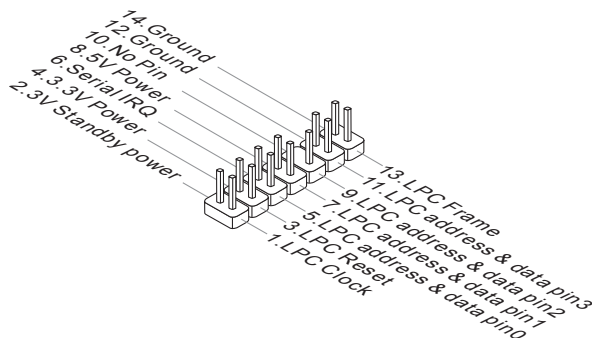 14.Ground
12.Ground
10.No Pin
8.5V Power
6.Serial IRQ
4.3.3V Power
2.3V Standby power
13.LPC Frame
11.LPC address & data pin3
9.LPC address & data pin2
7.LPC address & data pin1
5.LPC address & data pin0
3.LPC Reset
1.LPC Clock